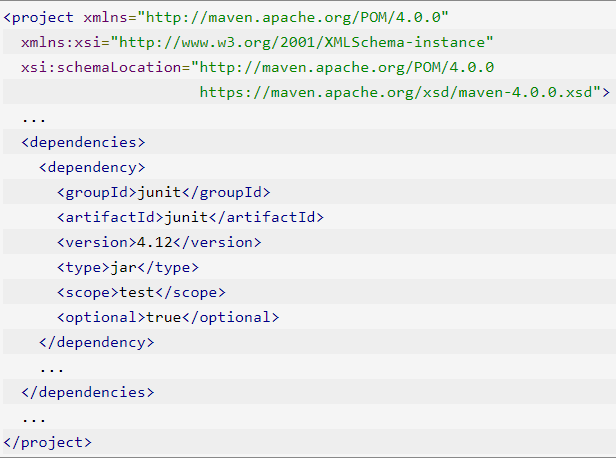 <project xmlns="http://maven.apache.org/POM/4.0.0"
  xmlns:xsi="http://www.w3.org/2001/XMLSchema-instance"
  xsi:schemaLocation="http://maven.apache.org/POM/4.0.0
                      https://maven.apache.org/xsd/maven-4.0.0.xsd">
  ...
  <dependencies>
    <dependency>
      <groupId>junit</groupId>
      <artifactId>junit</artifactId>
      <version>4.12</version>
      <type>jar</type>
      <scope>test</scope>
      <optional>true</optional>
    </dependency>
    ...
  </dependencies>
  ...
</project>